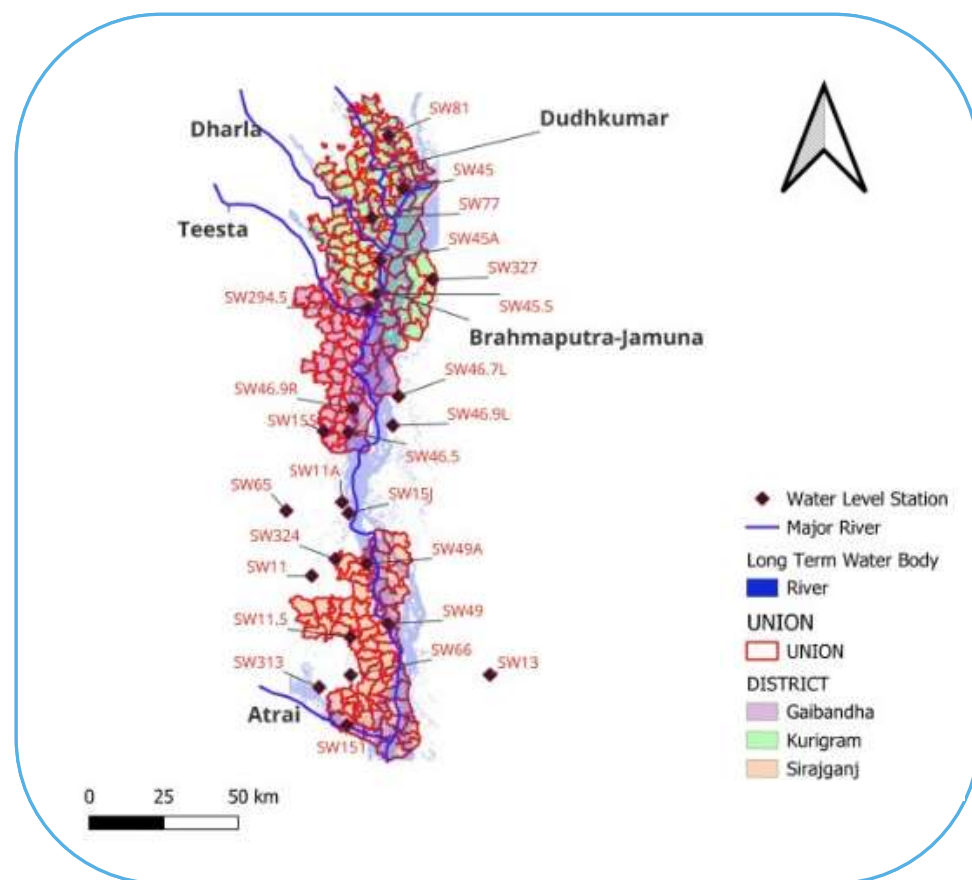 SW81
Dudhkumar
Dharla
SW45
SW77
Teesta
SW45A
SW327
SW294.5
SW45.5
Brahmaputra-Jamuna
SW46.7L
SW46.9R
SW46.9L
SW155
SW46.5
SW11A
SW65
SW15J
SW324
SW49A
SW11
SW11.5
SW49
SW66
SW13
SW313
Atrai
SW151
Water Level Station
Major River
Long Term Water Body
River
UNION
UNION
DISTRICT
Gaibandha
Kurigram
Sirajganj
0 25 50 km